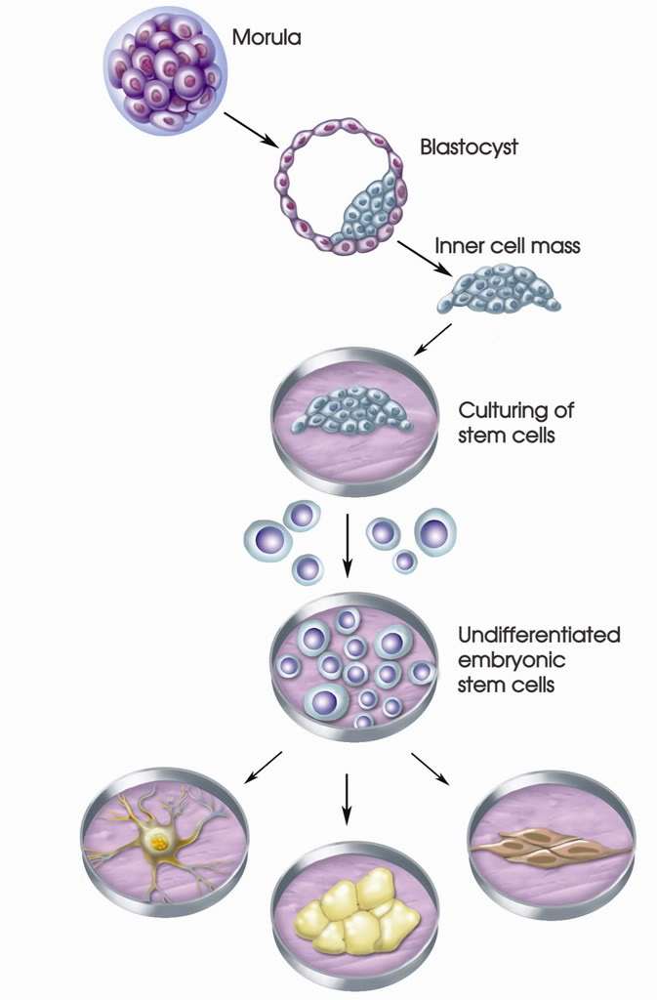 Morula
Blastocyst
Inner cell mass
Culturing of
stem cells
Undifferentiated
embryonic
stem cells